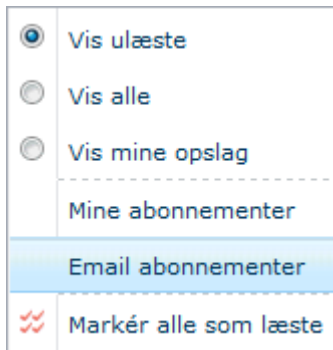 Vis ulæste
Vis alle
Vis mine opslag
Mine abonnementer
Email abonnementer
Markér alle som læste